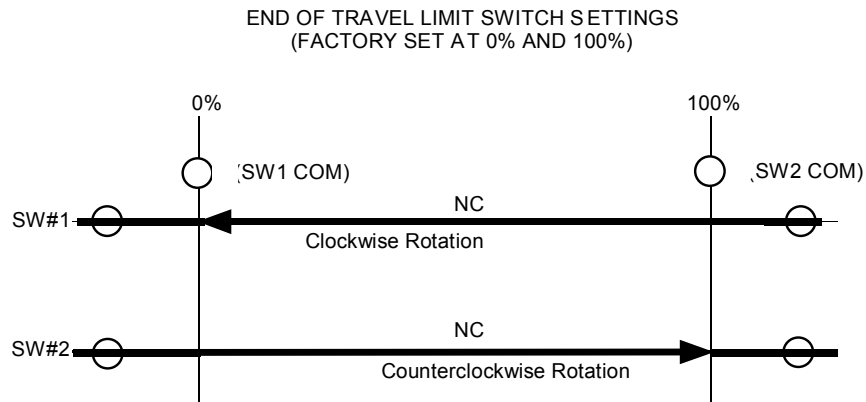 END OF TRAVEL LIMIT SWITCH SETTINGS
(FACTORY SET AT 0% AND 100%)
0%
100%
(SW1 COM)
(SW2 COM)
SW#1
NC
Clockwise Rotation
SW#2
NC
Counterclockwise Rotation